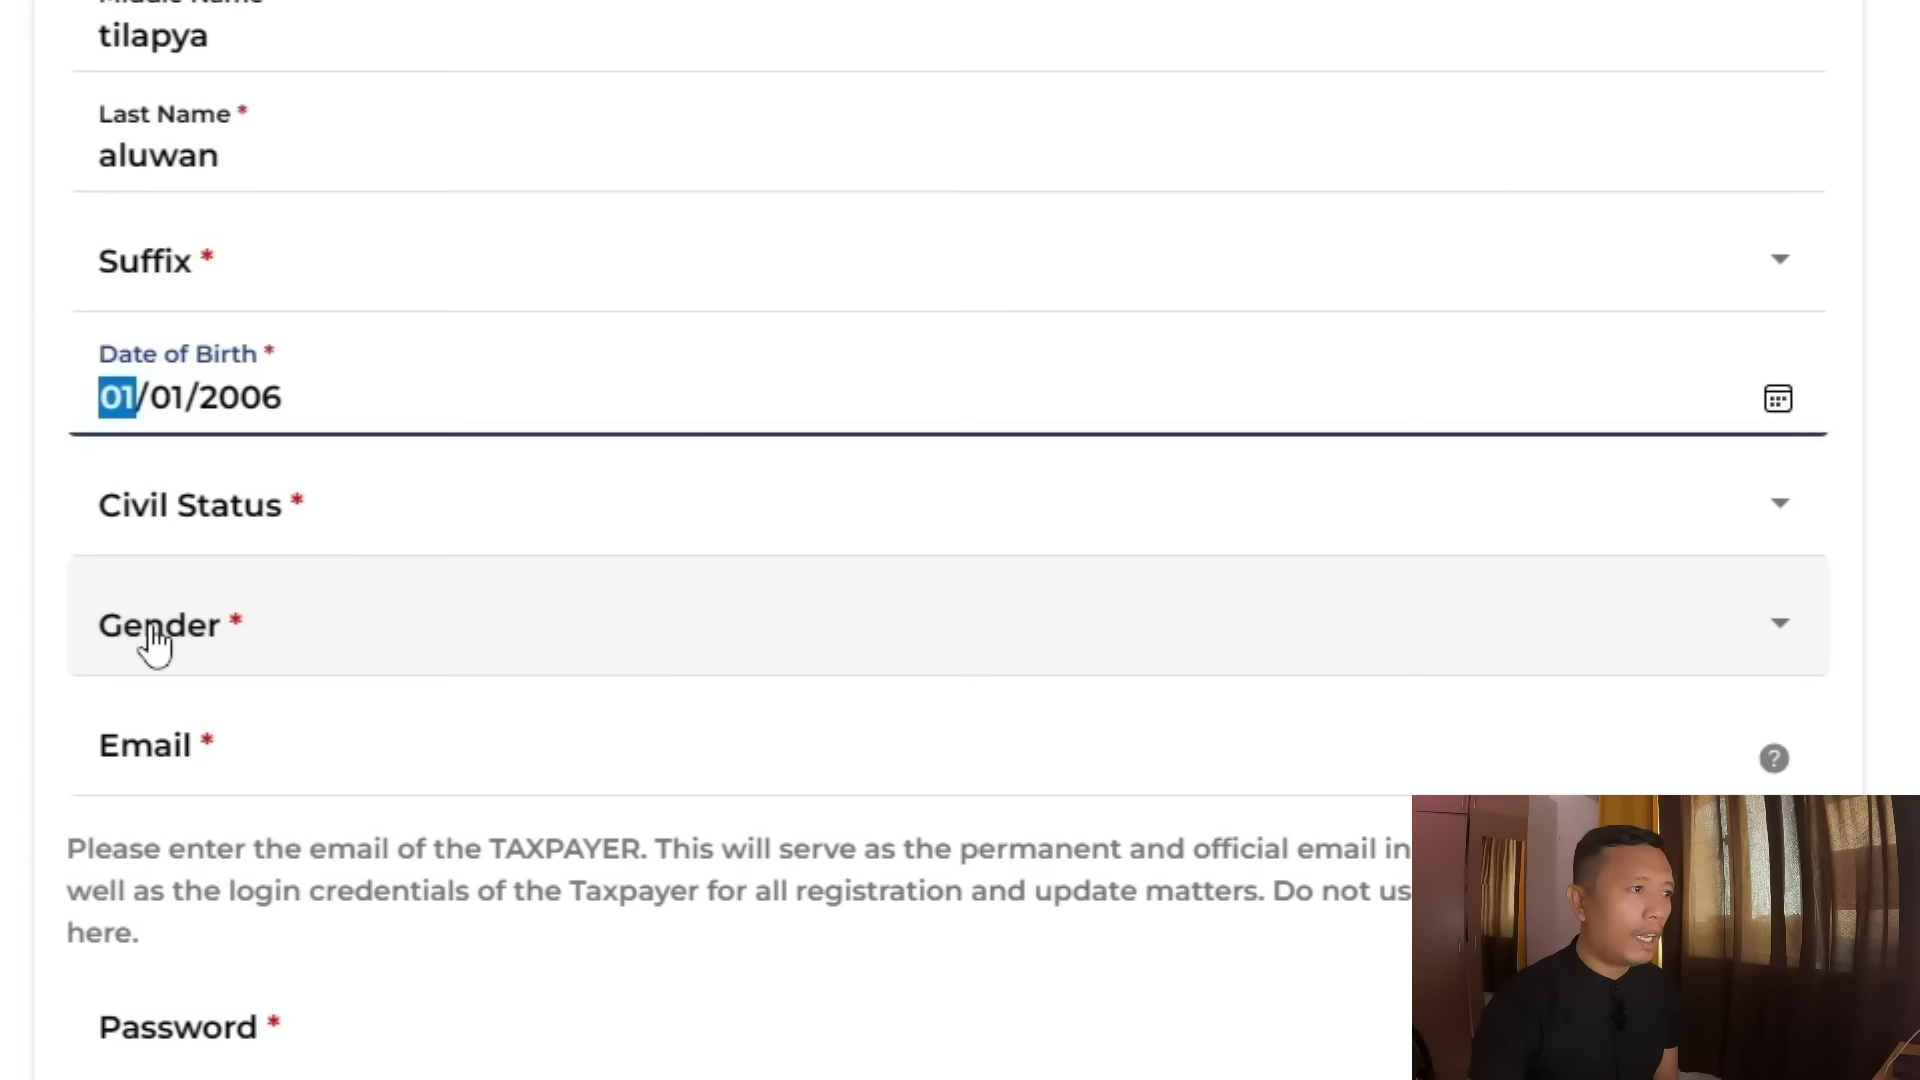 Middle Name
tilapya
Last Name *
aluwan
Suffix *
Date of Birth *
01/01/2006
Civil Status *
Gender *
Email *
?
Please enter the email of the TAXPAYER. This will serve as the permanent and official email in
well as the login credentials of the Taxpayer for all registration and update matters. Do not us
here.
Password *